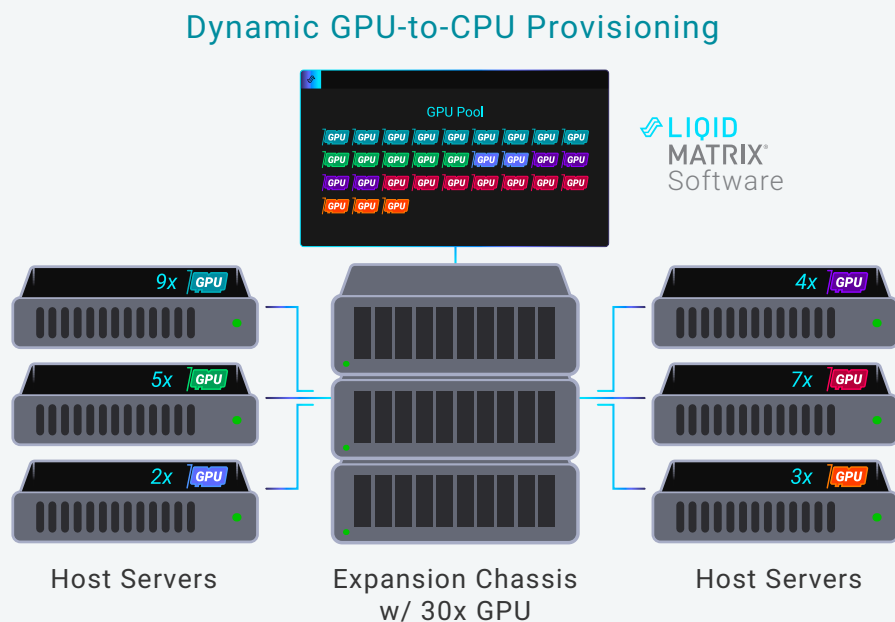 Dynamic GPU-to-CPU Provisioning
GPU Pool
GPU GPU GPU GPU GPU GPU GPU GPU GPU
GPU GPU GPU GPU GPU GPU GPU GPU GPU
GPU GPU GPU GPU GPU GPU GPU GPU GPU
GPU GPU GPU
LIQID
MATRIX®
Software
9x GPU
5x GPU
2x GPU
4x GPU
7x GPU
3x GPU
Host Servers
Expansion Chassis
w/ 30x GPU
Host Servers